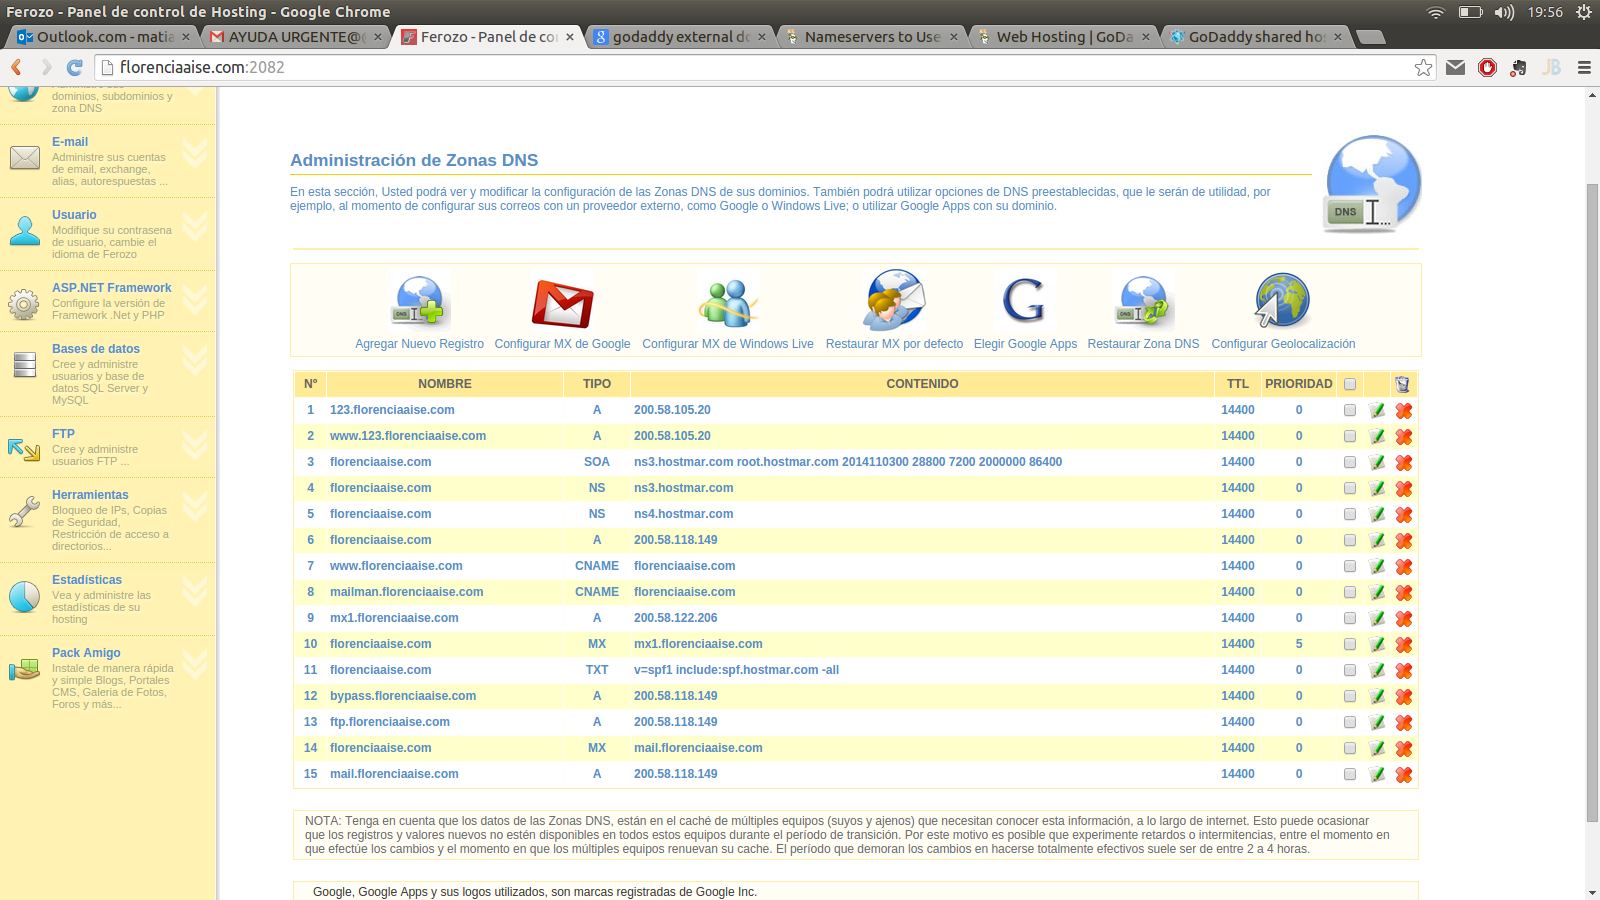 Ferozo - Panel de control de Hosting - Google Chrome
19:56
Outlook.com - matia
AYUDA URGENTE@
Ferozo - Panel de co
godaddy external d
Nameservers to Use
Web Hosting | GoDa
GoDaddy shared hos
florenciaaise.com:2082
dominios, subdominios y
zona DNS
E-mail
Administre sus cuentas
de email, exchange,
alias, autorespuestas ...
Usuario
Modifique su contrasena
de usuario, cambie el
idioma de Ferozo
ASP.NET Framework
Configure la versión de
Framework .Net y PHP
Bases de datos
Cree y administre
usuarios y base de
datos SQL Server y
MySQL
FTP
Cree y administre
usuarios FTP ...
Herramientas
Bloqueo de IPs, Copias
de Seguridad,
Restricción de acceso a
directorios...
Estadísticas
Vea y administre las
estadísticas de su
hosting
Pack Amigo
Instale de manera rápida
y simple Blogs, Portales
CMS, Galeria de Fotos,
Foros y más...
Administración de Zonas DNS
En esta sección, Usted podrá ver y modificar la configuración de las Zonas DNS de sus dominios. También podrá utilizar opciones de DNS preestablecidas, que le serán de utilidad, por
ejemplo, al momento de configurar sus correos con un proveedor externo, como Google o Windows Live; o utilizar Google Apps con su dominio.
DNS
Agregar Nuevo Registro
Configurar MX de Google
Configurar MX de Windows Live
Restaurar MX por defecto
Elegir Google Apps
Restaurar Zona DNS
Configurar Geolocalización
Nº NOMBRE TIPO CONTENIDO TTL PRIORIDAD
1 123.florenciaaise.com A 200.58.105.20 14400 0
2 www.123.florenciaaise.com A 200.58.105.20 14400 0
3 florenciaaise.com SOA ns3.hostmar.com root.hostmar.com 2014110300 28800 7200 2000000 86400 14400 0
4 florenciaaise.com NS ns3.hostmar.com 14400 0
5 florenciaaise.com NS ns4.hostmar.com 14400 0
6 florenciaaise.com A 200.58.118.149 14400 0
7 www.florenciaaise.com CNAME florenciaaise.com 14400 0
8 mailman.florenciaaise.com CNAME florenciaaise.com 14400 0
9 mx1.florenciaaise.com A 200.58.122.206 14400 0
10 florenciaaise.com MX mx1.florenciaaise.com 14400 5
11 florenciaaise.com TXT v=spf1 include:spf.hostmar.com -all 14400 0
12 bypass.florenciaaise.com A 200.58.118.149 14400 0
13 ftp.florenciaaise.com A 200.58.118.149 14400 0
14 florenciaaise.com MX mail.florenciaaise.com 14400 0
15 mail.florenciaaise.com A 200.58.118.149 14400 0
NOTA: Tenga en cuenta que los datos de las Zonas DNS, están en el caché de múltiples equipos (suyos y ajenos) que necesitan conocer esta información, a lo largo de internet. Esto puede ocasionar
que los registros y valores nuevos no estén disponibles en todos estos equipos durante el período de transición. Por este motivo es posible que experimente retardos o intermitencias, entre el momento en
que efectúe los cambios y el momento en que los múltiples equipos renuevan su cache. El período que demoran los cambios en hacerse totalmente efectivos suele ser de entre 2 a 4 horas.
Google, Google Apps y sus logos utilizados, son marcas registradas de Google Inc.